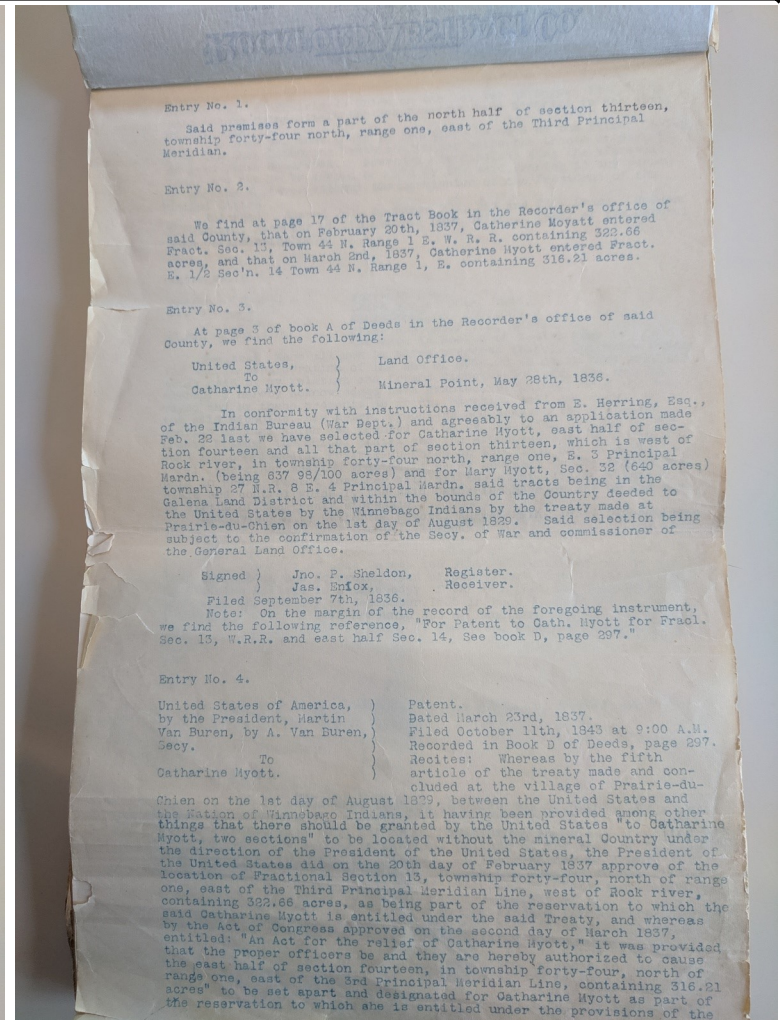 Entry No. 1.
Said premises form a part of the north half of section thirteen,
township forty-four north, range one, east of the Third Principal
Meridian.
Entry No. 2.
We find at page 17 of the Tract Book in the Recorder's office of
said County, that on February 20th, 1837, Catherine Moyatt entered
Fract. Sec. 13, Town 44 N. Range 1 E. W. R. R. containing 322.66
acres, and that on March 2nd, 1837, Catherine Myott entered Fract.
E. 1/2 Sec'n. 14 Town 44 N. Range 1, E. containing 316.21 acres.
Entry No. 3.
At page 3 of book A of Deeds in the Recorder's office of said
County, we find the following:
United States, ) Land Office.
To )
Catharine Myott. ) Mineral Point, May 28th, 1836.
In conformity with instructions received from E. Herring, Esq.,
of the Indian Bureau (War Dept.) and agreeably to an application made
Feb. 22 last we have selected for Catharine Myott, east half of sec-
tion fourteen and all that part of section thirteen, which is west of
Rock river, in township forty-four north, range one, E. 3 Principal
Mardn. (being 637 98/100 acres) and for Mary Myott, Sec. 32 (640 acres)
township 27 N.R. 8 E. 4 Principal Mardn. said tracts being in the
Galena Land District and within the bounds of the Country deeded to
the United States by the Winnebago Indians by the treaty made at
Prairie-du-Chien on the 1st day of August 1829. Said selection being
subject to the confirmation of the Secy. of War and commissioner of
the General Land Office.
Signed ) Jno. P. Sheldon, Register.
) Jas. Enfox, Receiver.
Filed September 7th, 1836.
Note: On the margin of the record of the foregoing instrument,
we find the following reference, "For Patent to Cath. Myott for Fracl.
Sec. 13, W.R.R. and east half Sec. 14, See book D, page 297."
Entry No. 4.
United States of America, ) Patent.
by the President, Martin ) Dated March 23rd, 1837.
Van Buren, by A. Van Buren,) Filed October 11th, 1843 at 9:00 A.M.
Secy. ) Recorded in Book D of Deeds, page 297.
To ) Recites: Whereas by the fifth
Catharine Myott. ) article of the treaty made and con-
cluded at the village of Prairie-du-
Chien on the 1st day of August 1829, between the United States and
the Nation of Winnebago Indians, it having been provided among other
things that there should be granted by the United States "to Catharine
Myott, two sections" to be located without the mineral Country under
the direction of the President of the United States, the President of
the United States did on the 20th day of February 1837 approve of the
location of Fractional Section 13, township forty-four, north of range
one, east of the Third Principal Meridian Line, west of Rock river,
containing 322.66 acres, as being part of the reservation to which the
said Catharine Myott is entitled under the said Treaty, and whereas
by the Act of Congress approved on the second day of March 1837,
entitled: "An Act for the relief of Catharine Myott," it was provided
that the proper officers be and they are hereby authorized to cause
the east half of section fourteen, in township forty-four, north of
range one, east of the 3rd Principal Meridian Line, containing 316.21
acres" to be set apart and designated for Catharine Myott as part of
the reservation to which she is entitled under the provisions of the